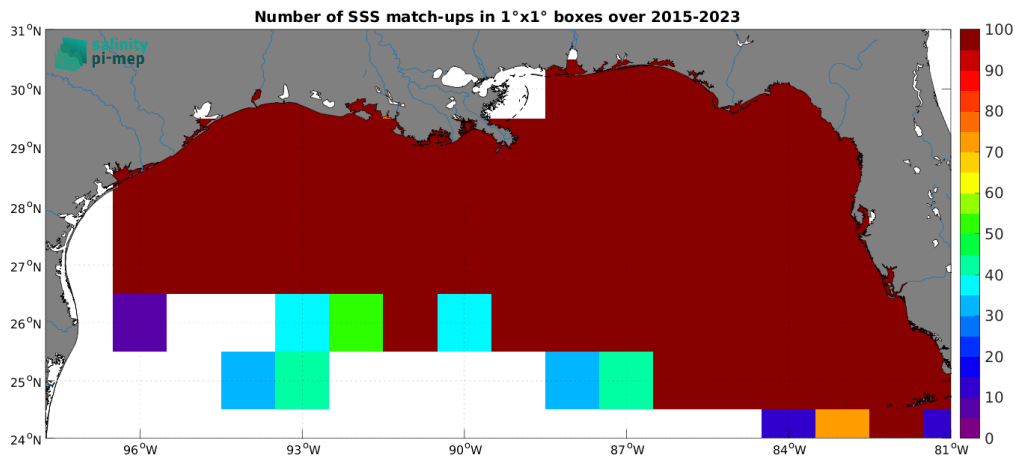 Number of SSS match-ups in 1°x1° boxes over 2015-2023
salinity
pi-mep
31°N
30°N
29°N
28°N
27°N
26°N
25°N
24°N
96°W
93°W
90°W
87°W
84°W
81°W
100
90
80
70
60
50
40
30
20
10
0